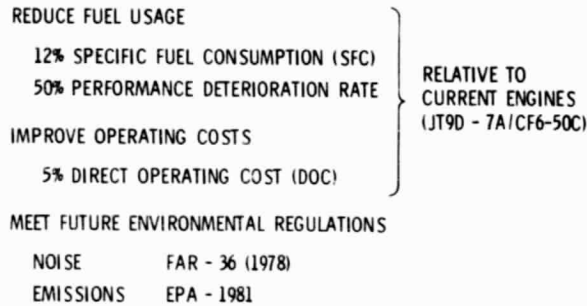 REDUCE FUEL USAGE
12% SPECIFIC FUEL CONSUMPTION (SFC)
50% PERFORMANCE DETERIORATION RATE
IMPROVE OPERATING COSTS
5% DIRECT OPERATING COST (DOC)
RELATIVE TO
CURRENT ENGINES
(JT9D - 7A/CF6-50C)
MEET FUTURE ENVIRONMENTAL REGULATIONS
NOISE FAR - 36 (1978)
EMISSIONS EPA - 1981